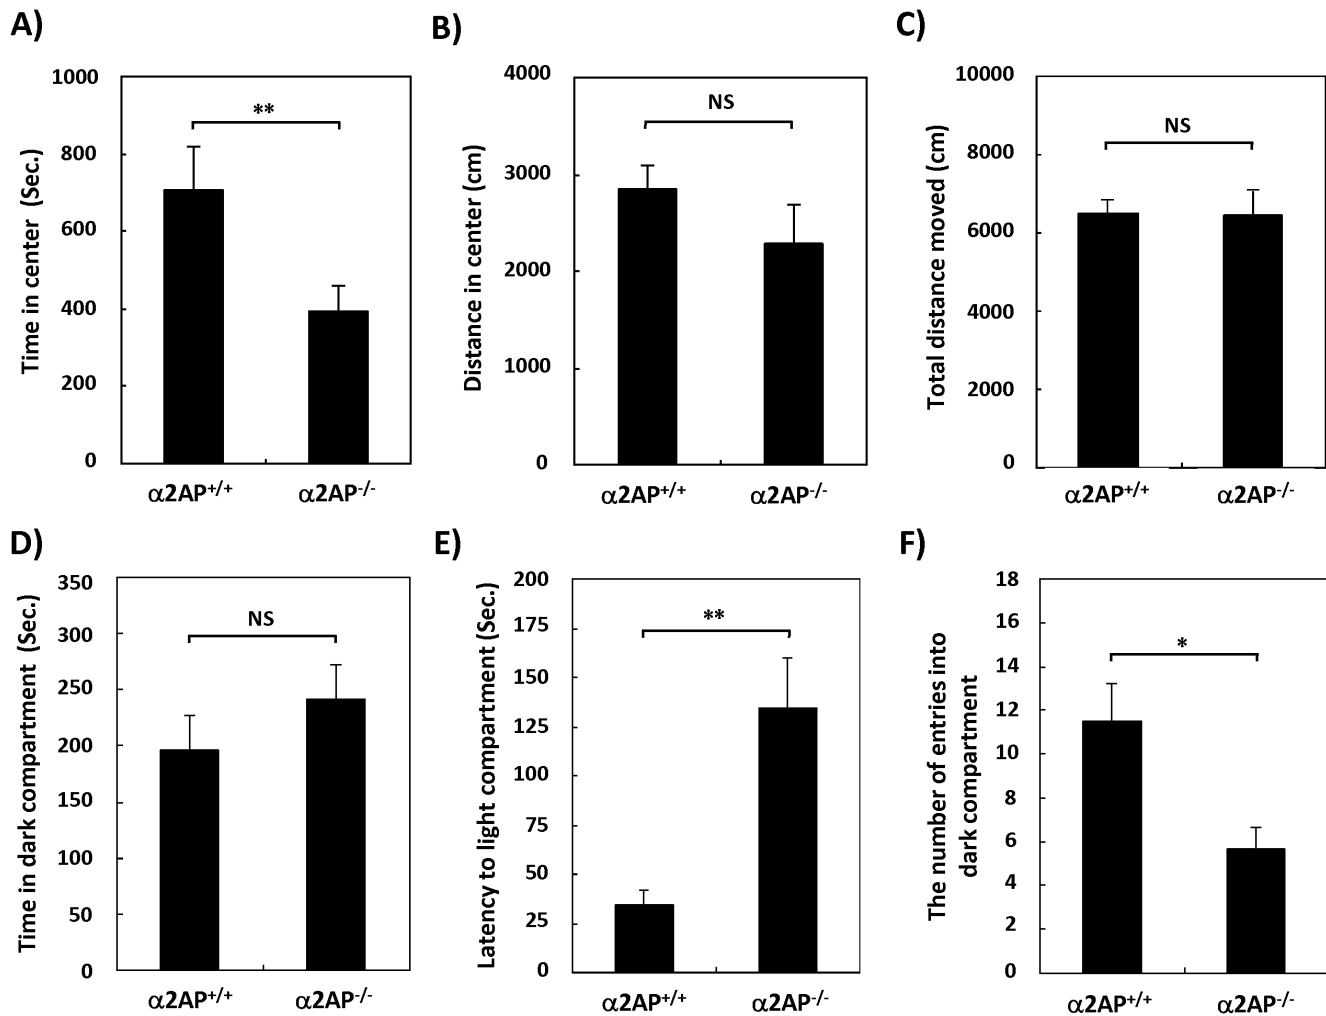 A)
Time in center (Sec.)
1000
800
600
400
200
0
**
α2AP+/+
α2AP-/-
B)
Distance in center (cm)
4000
3000
2000
1000
0
NS
α2AP+/+
α2AP-/-
C)
Total distance moved (cm)
10000
8000
6000
4000
2000
0
NS
α2AP+/+
α2AP-/-
D)
Time in dark compartment (Sec.)
350
300
250
200
150
100
50
0
NS
α2AP+/+
α2AP-/-
E)
Latency to light compartment (Sec.)
200
175
150
125
100
75
50
25
0
**
α2AP+/+
α2AP-/-
F)
The number of entries into
dark compartment
18
16
14
12
10
8
6
4
2
0
*
α2AP+/+
α2AP-/-